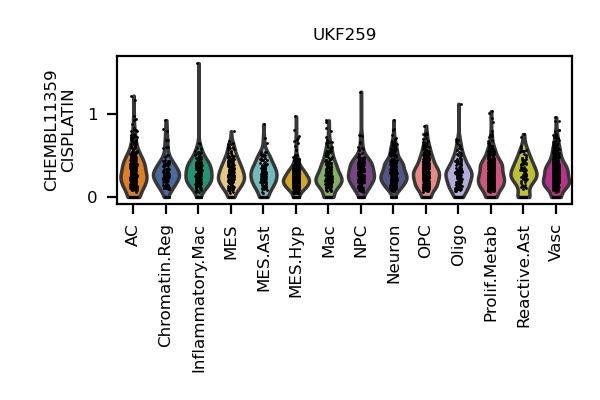 UKF259
CHEMBL11359
CISPLATIN
1
0
AC
Chromatin.Reg
Inflammatory.Mac
MES
MES.Ast
MES.Hyp
Mac
NPC
Neuron
OPC
Oligo
Prolif.Metab
Reactive.Ast
Vasc